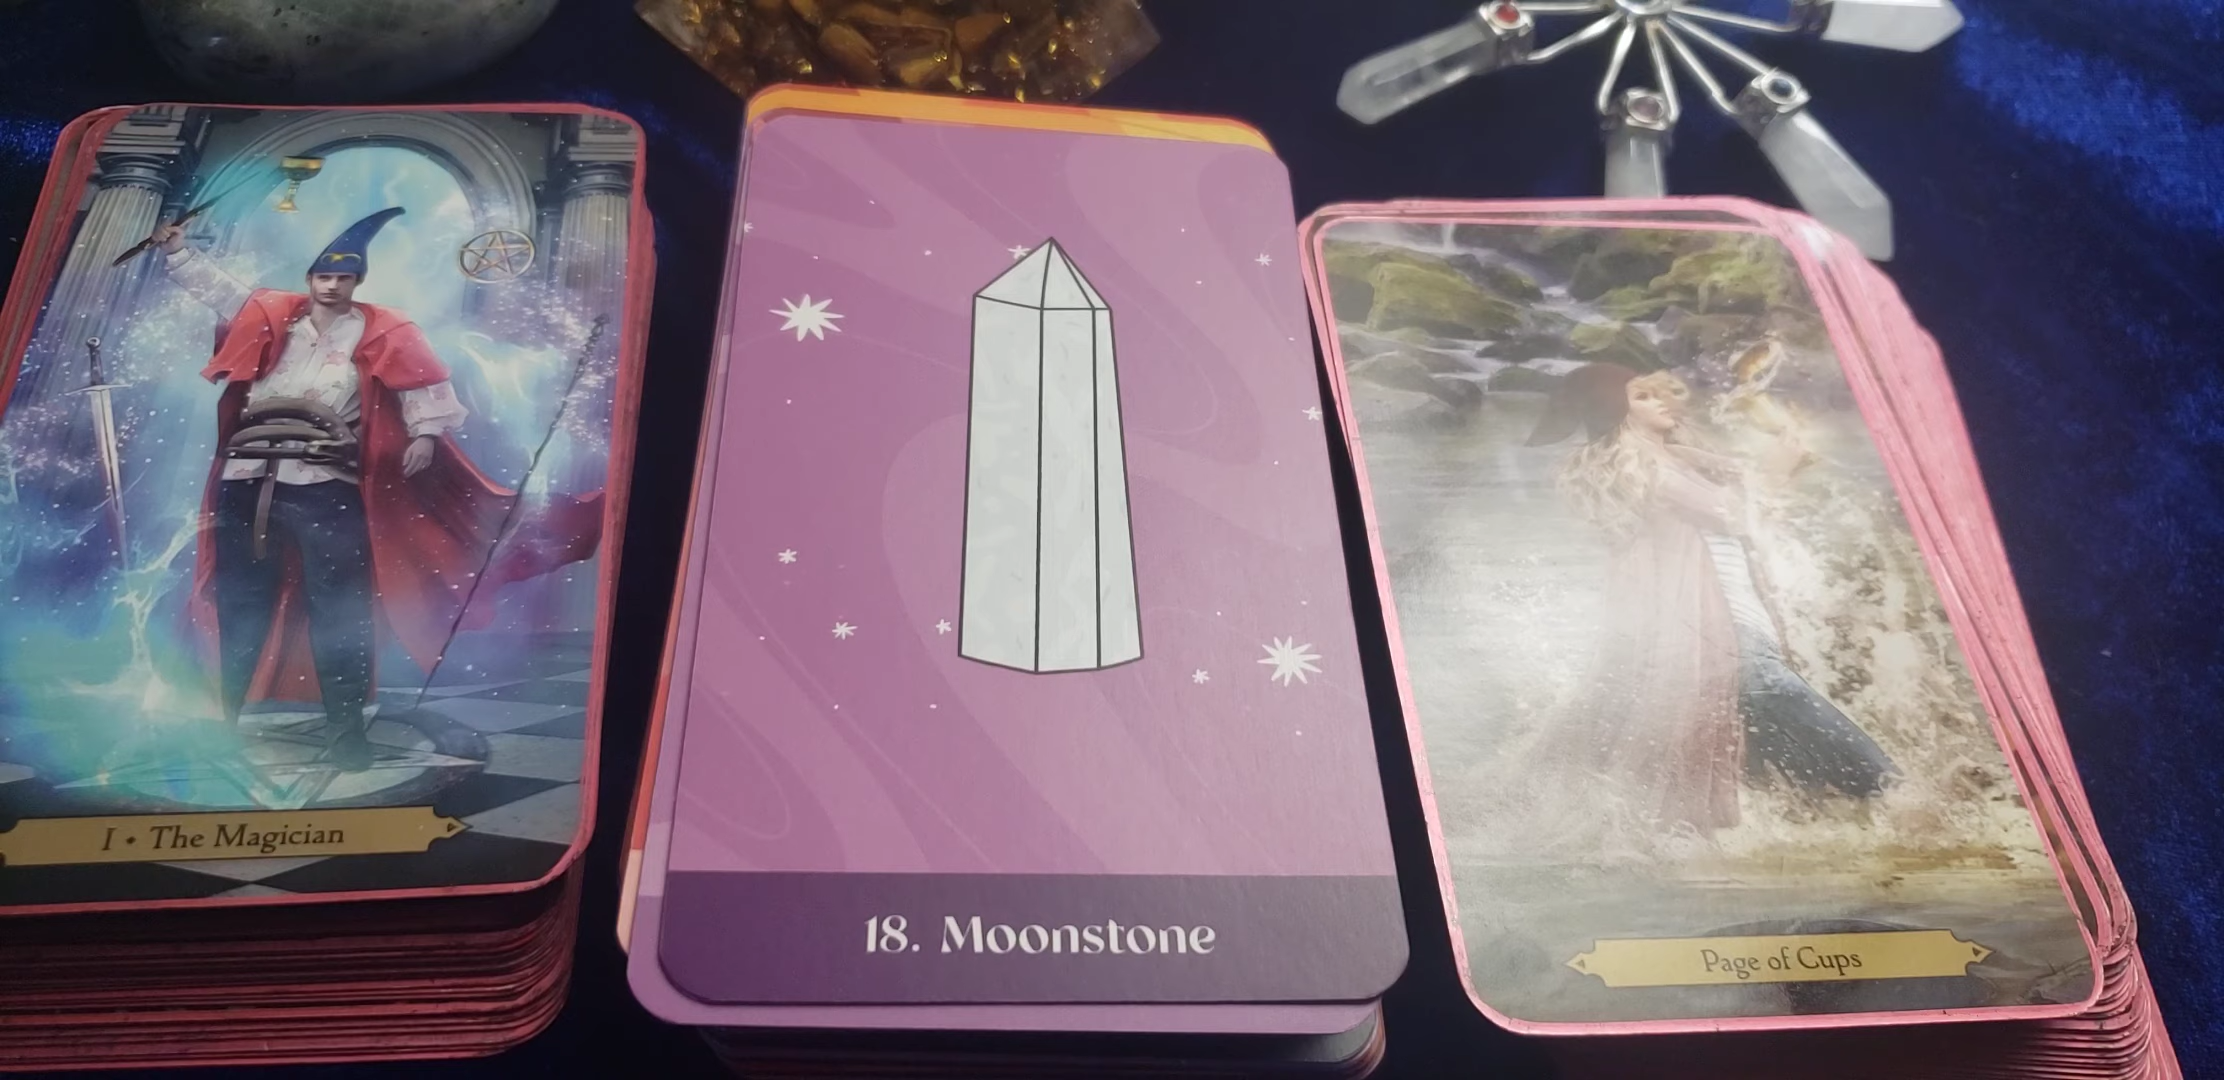 I • The Magician
18. Moonstone
Page of Cups